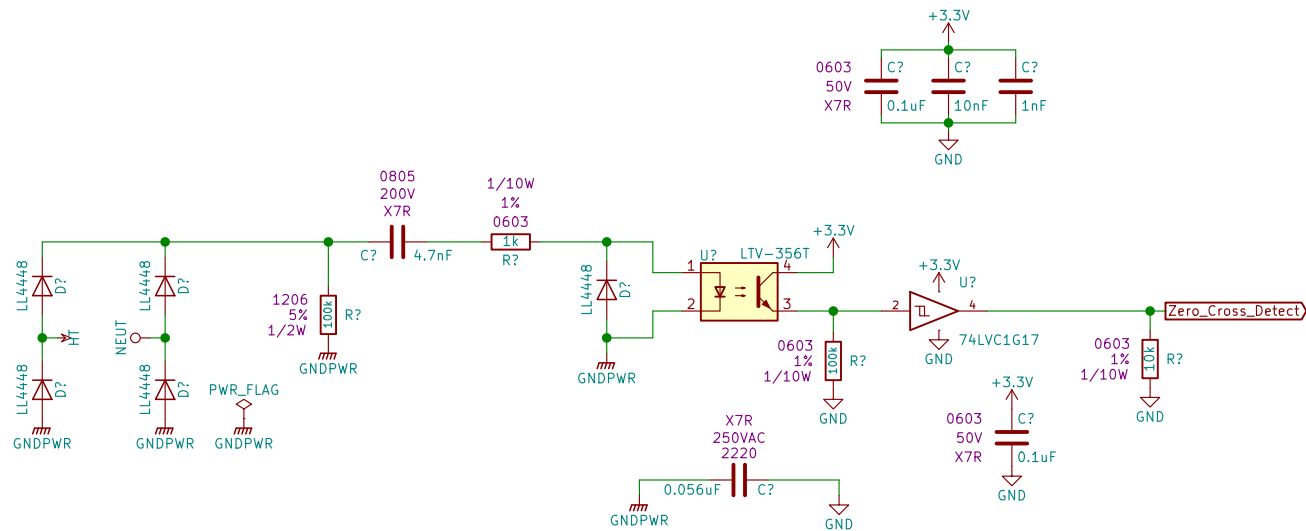 +3.3V
0603
50V
X7R
C?
0.1uF
C?
10nF
C?
1nF
GND
0805
200V
X7R
C?
4.7nF
1/10W
1%
0603
1k
R?
LL4448
D?
LL4448
D?
HT
NEUT
LL4448
D?
LL4448
D?
GNDPWR
GNDPWR
PWR_FLAG
GNDPWR
1206
5%
1/2W
100k
R?
GNDPWR
LL4448
D?
GNDPWR
U?
LTV-356T
1
2
4
3
+3.3V
0603
1%
1/10W
100k
R?
GND
+3.3V
U?
2
4
GND
74LVC1G17
Zero_Cross_Detect
0603
1%
1/10W
10k
R?
GND
+3.3V
0603
50V
X7R
C?
0.1uF
GND
X7R
250VAC
2220
0.056uF
C?
GNDPWR
GND